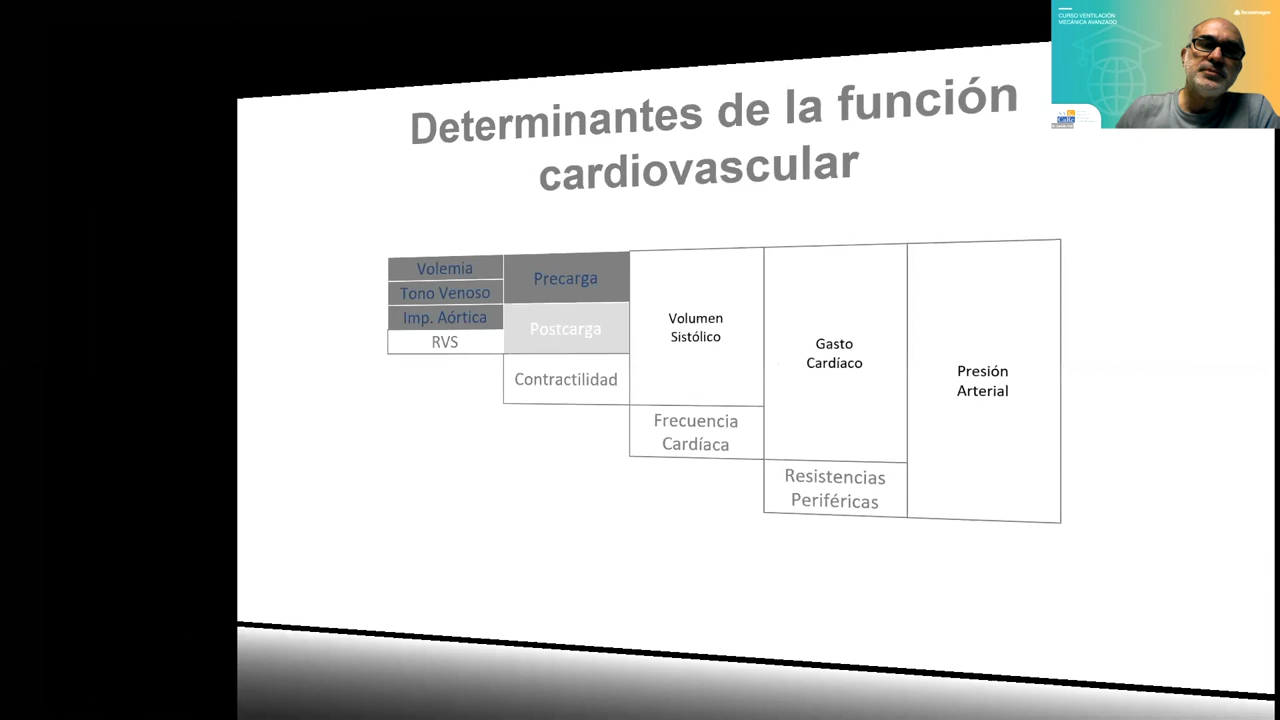 CURSO VENTILACIÓN
MECÁNICA AVANZADO
Determinantes de la función
cardiovascular
Volemia
Tono Venoso
Imp. Aórtica
RVS
Precarga
Postcarga
Contractilidad
Volumen
Sistólico
Frecuencia
Cardíaca
Gasto
Cardíaco
Resistencias
Periféricas
Presión
Arterial